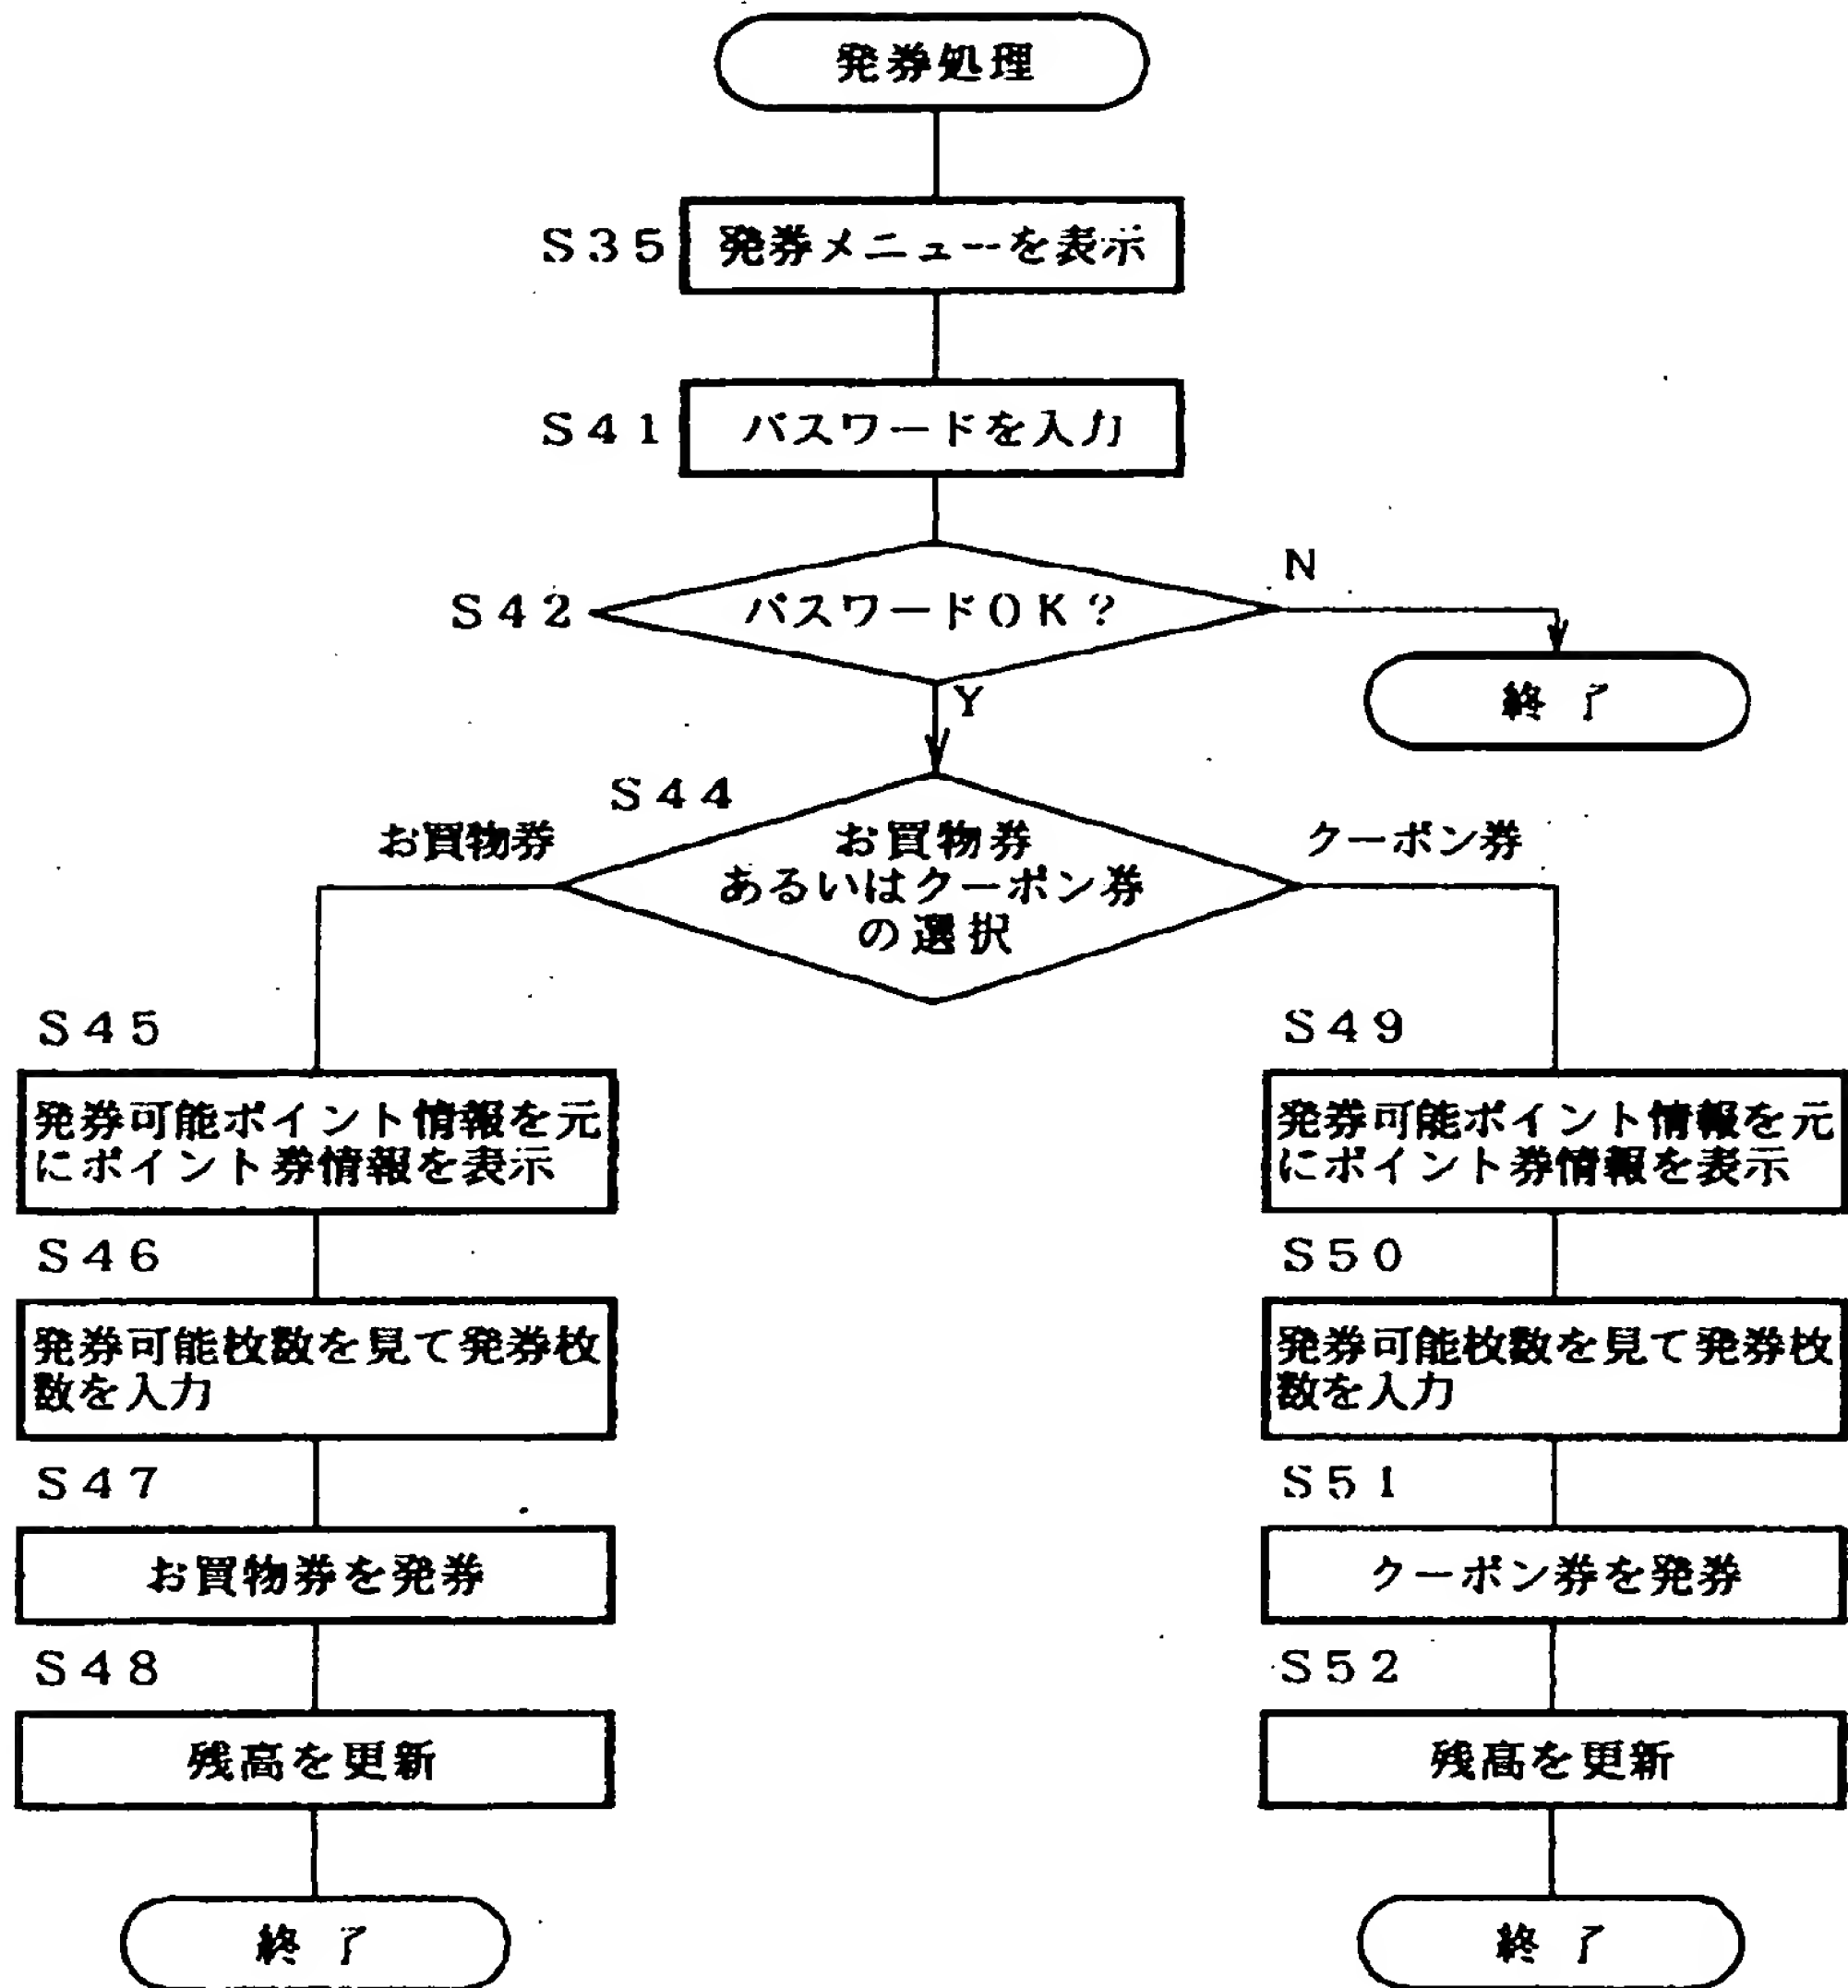 発券処理
S35
発券メニューを表示
S41
パスワードを入力
S42
パスワードOK?
N
終了
Y
S44
お買物券
お買物券
あるいはクーポン券
の選択
クーポン券
S45
発券可能ポイント情報を元
にポイント券情報を表示
S46
発券可能枚数を見て発券枚
数を入力
S47
お買物券を発券
S48
残高を更新
終了
S49
発券可能ポイント情報を元
にポイント券情報を表示
S50
発券可能枚数を見て発券枚
数を入力
S51
クーポン券を発券
S52
残高を更新
終了